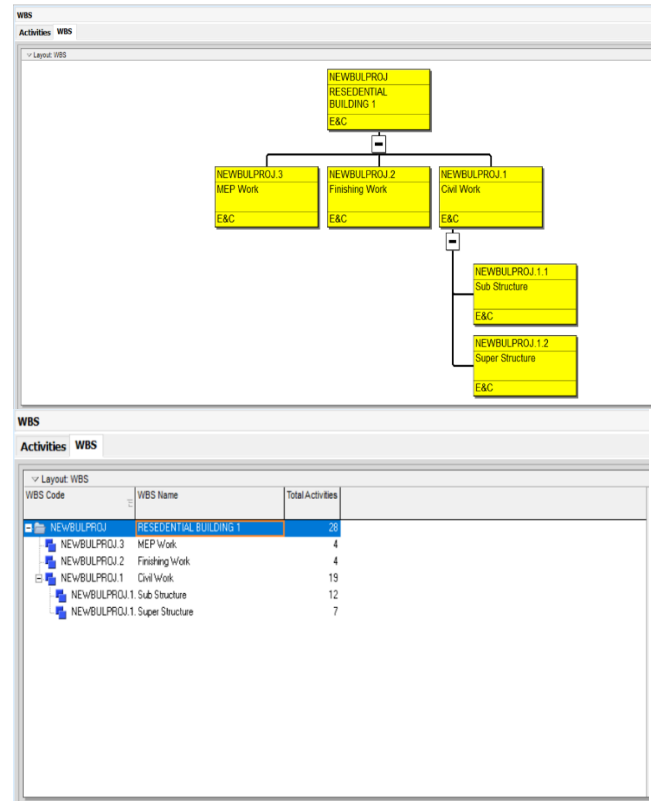 WBS
Activities WBS
Layout: WBS
NEWBULPROJ
RESEDENTIAL
BUILDING 1
E&C
NEWBULPROJ.3 NEWBULPROJ.2 NEWBULPROJ.1
MEP Work Finishing Work Civil Work
E&C E&C E&C
NEWBULPROJ.1.1
Sub Structure
E&C
NEWBULPROJ.1.2
Super Structure
E&C
WBS
Activities WBS
Layout: WBS
WBS Code WBS Name Total Activities
NEWBULPROJ RESEDENTIAL BUILDING 1 28
NEWBULPROJ.3 MEP Work 4
NEWBULPROJ.2 Finishing Work 4
NEWBULPROJ.1 Civil Work 19
NEWBULPROJ.1. Sub Structure 12
NEWBULPROJ.1. Super Structure 7